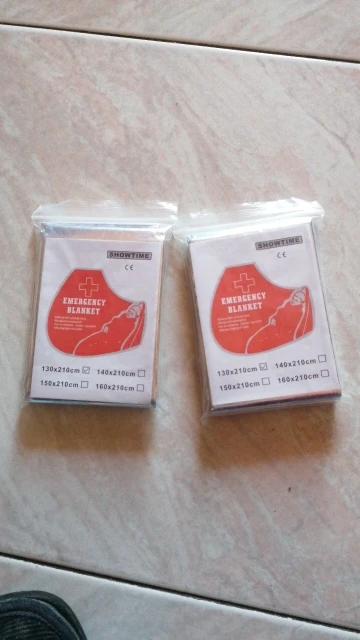 SHOWTIME
CE
EMERGENCY
BLANKET
130x210cm ☑ 140x210cm ☐
150x210cm ☐ 160x210cm ☐
SHOWTIME
CE
EMERGENCY
BLANKET
130x210cm ☑ 140x210cm ☐
150x210cm ☐ 160x210cm ☐